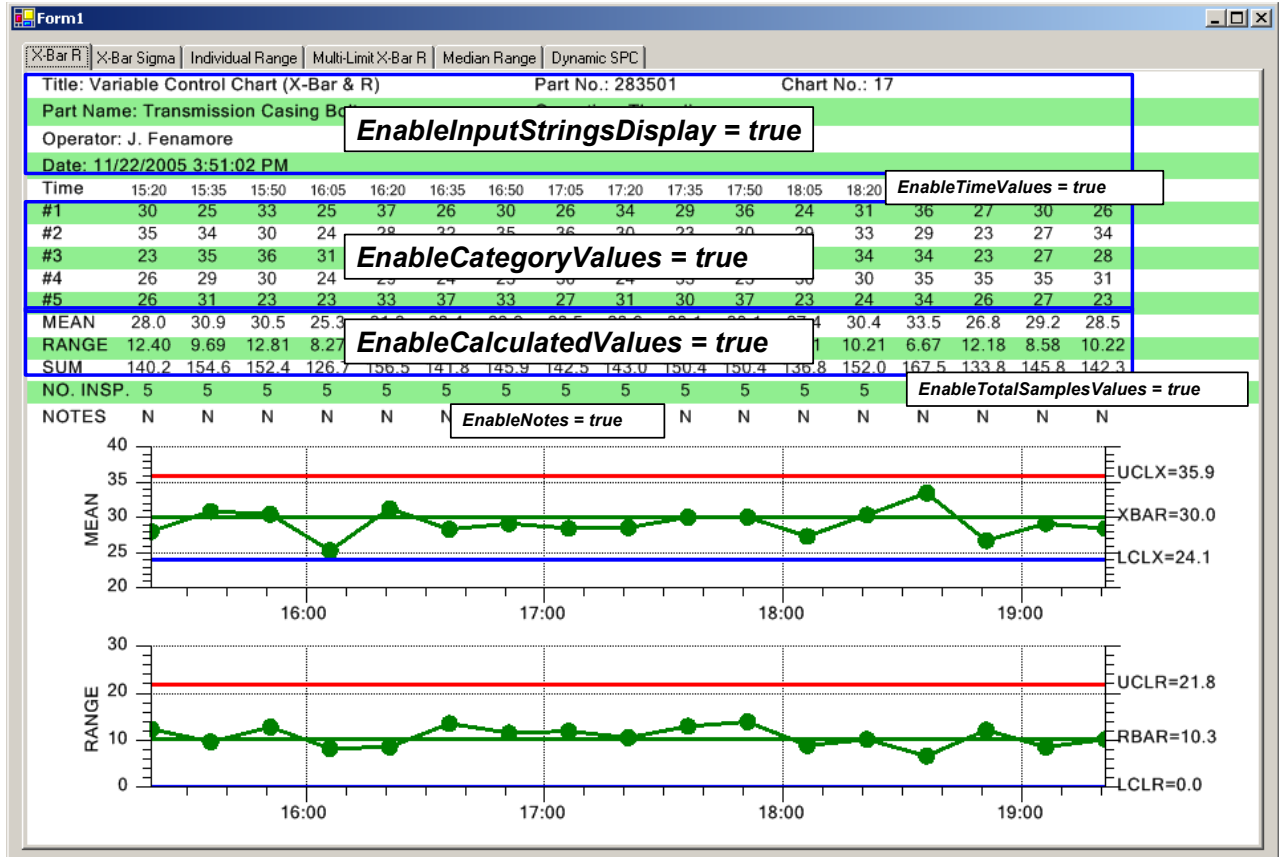 Form1
X-Bar R X-Bar Sigma Individual Range Multi-Limit X-Bar R Median Range Dynamic SPC
Title: Variable Control Chart (X-Bar & R) Part No.: 283501 Chart No.: 17
Part Name: Transmission Casing
EnableInputStringsDisplay = true
Operator: J. Fenamore
Date: 11/22/2005 3:51:02 PM
Time 15:20 15:35 15:50 16:05 16:20 16:35 16:50 17:05 17:20 17:35 17:50 18:05 18:20 EnableTimeValues = true
#1 30 25 33 25 37 26 30 26 34 29 36 24 31 36 27 30 26
#2 35 34 30 24 33 29 23 27 34
EnableCategoryValues = true
#3 23 35 36 31 34 34 23 27 28
#4 26 29 30 24 30 35 35 35 31
#5 26 31 23 23 33 37 33 27 31 30 37 23 24 34 26 27 23
MEAN 28.0 30.9 30.5 25.3 30.4 33.5 26.8 29.2 28.5
EnableCalculatedValues = true
RANGE 12.40 9.69 12.81 8.27 10.21 6.67 12.18 8.58 10.22
SUM 140.2 154.6 152.4 126.7 156.5 141.8 145.9 142.5 143.0 150.4 150.4 136.8 152.0 167.5 133.8 145.8 142.3
NO. INSP. 5 5 5 5 5 5 5 5 5 5 5 5 5 EnableTotalSamplesValues = true
NOTES N N N N N N EnableNotes = true N N N N N N N N
40
35
30
25
20
MEAN
UCLX=35.9
XBAR=30.0
LCLX=24.1
16:00 17:00 18:00 19:00
30
20
10
0
RANGE
UCLR=21.8
RBAR=10.3
LCLR=0.0
16:00 17:00 18:00 19:00